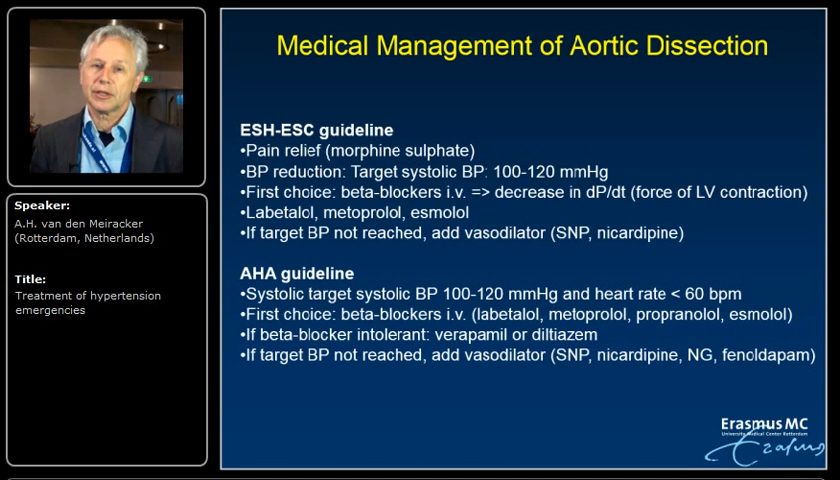 Medical Management of Aortic Dissection
ESH-ESC guideline
•Pain relief (morphine sulphate)
•BP reduction: Target systolic BP: 100-120 mmHg
•First choice: beta-blockers i.v. => decrease in dP/dt (force of LV contraction)
•Labetalol, metoprolol, esmolol
•If target BP not reached, add vasodilator (SNP, nicardipine)
AHA guideline
•Systolic target systolic BP 100-120 mmHg and heart rate < 60 bpm
•First choice: beta-blockers i.v. (labetalol, metoprolol, propranolol, esmolol)
•If beta-blocker intolerant: verapamil or diltiazem
•If target BP not reached, add vasodilator (SNP, nicardipine, NG, fenoldapam)
Speaker:
A.H. van den Meiracker
(Rotterdam, Netherlands)
Title:
Treatment of hypertension
emergencies
Erasmus MC
University Medical Center Rotterdam
Erasmus